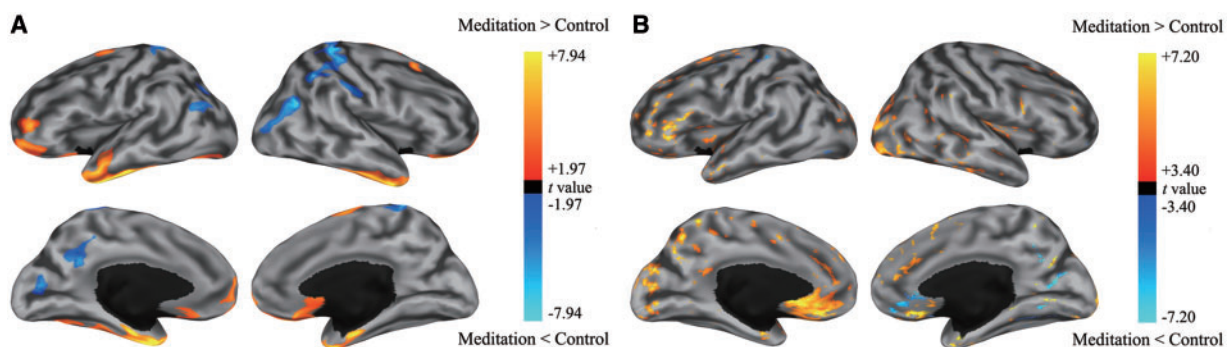 A
Meditation > Control
+7.94
+1.97
t value
-1.97
-7.94
Meditation < Control
B
Meditation > Control
+7.20
+3.40
t value
-3.40
-7.20
Meditation < Control